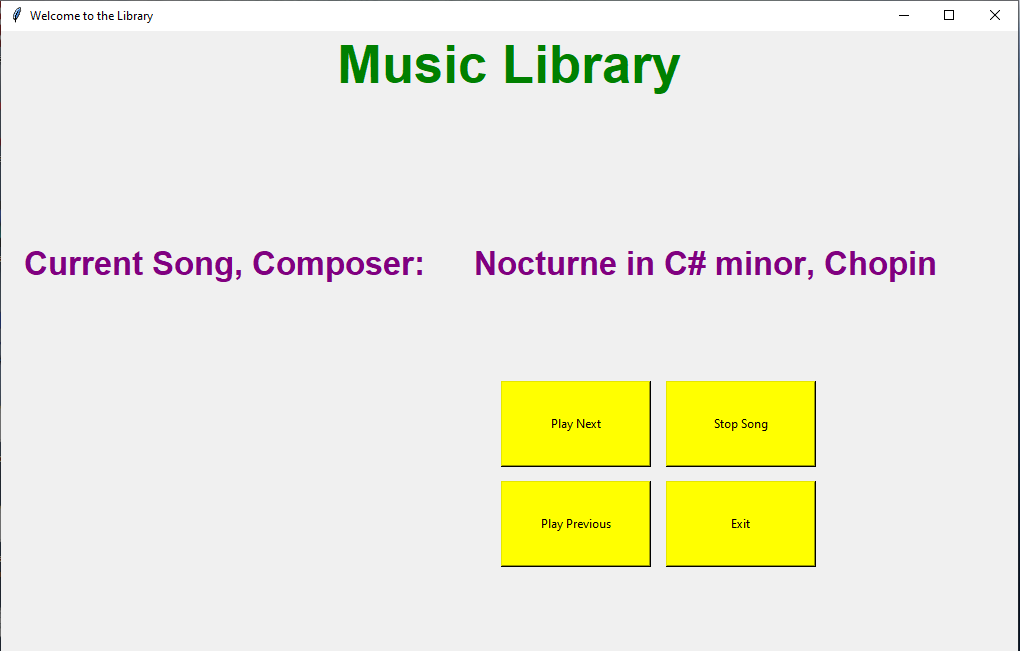 Welcome to the Library
Music Library
Current Song, Composer: Nocturne in C# minor, Chopin
Play Next Stop Song
Play Previous Exit